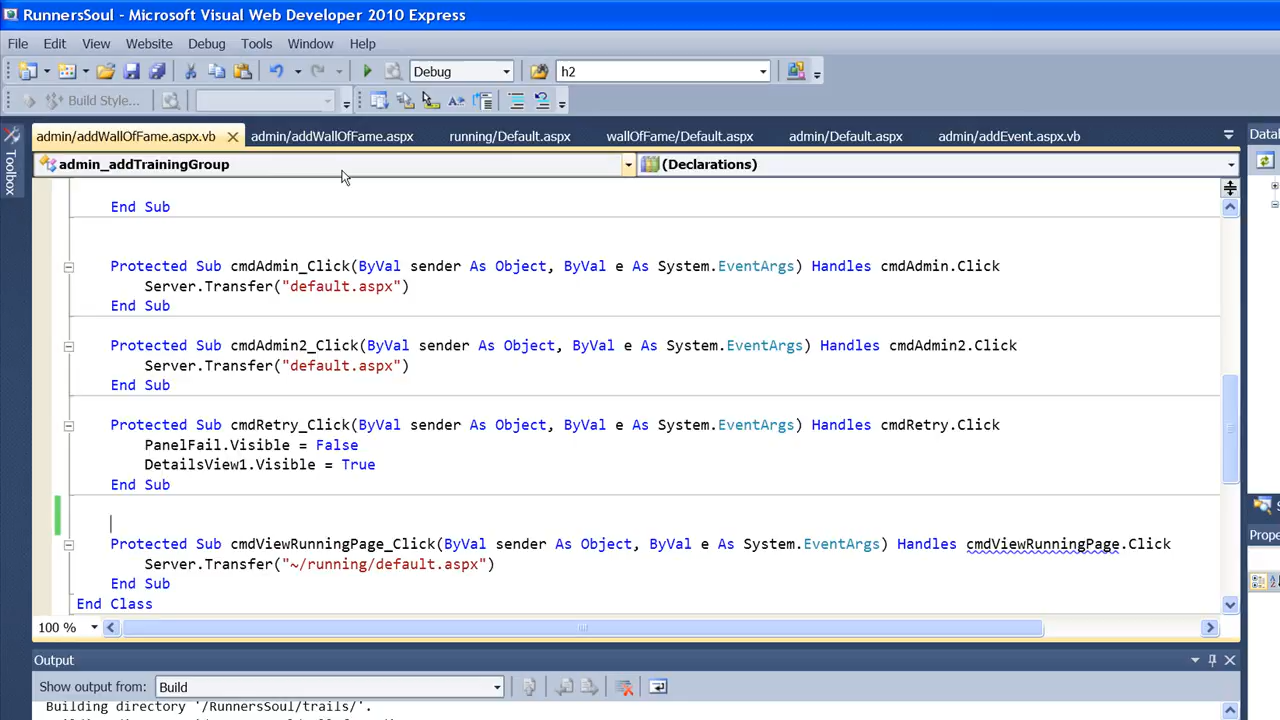 RunnersSoul - Microsoft Visual Web Developer 2010 Express
File Edit View Website Debug Tools Window Help
Debug h2
Build Style...
admin/addWallOfFame.aspx.vb admin/addWallOfFame.aspx running/Default.aspx wallOfFame/Default.aspx admin/Default.aspx admin/addEvent.aspx.vb Datal
Toolbox
admin_addTrainingGroup (Declarations)
End Sub
Protected Sub cmdAdmin_Click(ByVal sender As Object, ByVal e As System.EventArgs) Handles cmdAdmin.Click
Server.Transfer("default.aspx")
End Sub
Protected Sub cmdAdmin2_Click(ByVal sender As Object, ByVal e As System.EventArgs) Handles cmdAdmin2.Click
Server.Transfer("default.aspx")
End Sub
Protected Sub cmdRetry_Click(ByVal sender As Object, ByVal e As System.EventArgs) Handles cmdRetry.Click
PanelFail.Visible = False
DetailsView1.Visible = True
End Sub
Protected Sub cmdViewRunningPage_Click(ByVal sender As Object, ByVal e As System.EventArgs) Handles cmdViewRunningPage.Click
Server.Transfer("~/running/default.aspx")
End Sub
End Class
Prope
100 %
Output
Show output from: Build
Building directory '/RunnersSoul/trails/'.